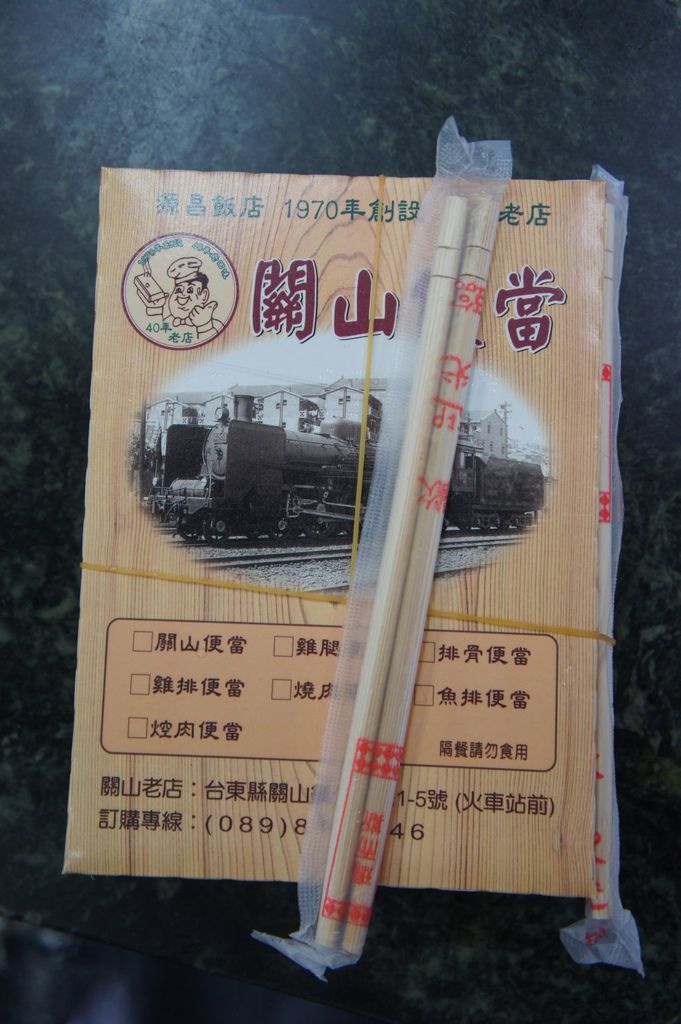 源昌飯店 1970年創設 老店
40年
老店
關山 當
□關山便當 □雞腿 □排骨便當
□雞排便當 □燒肉 □魚排便當
□焢肉便當
隔餐請勿食用
關山老店：台東縣關山 1-5號 (火車站前)
訂購專線：(089)8 46